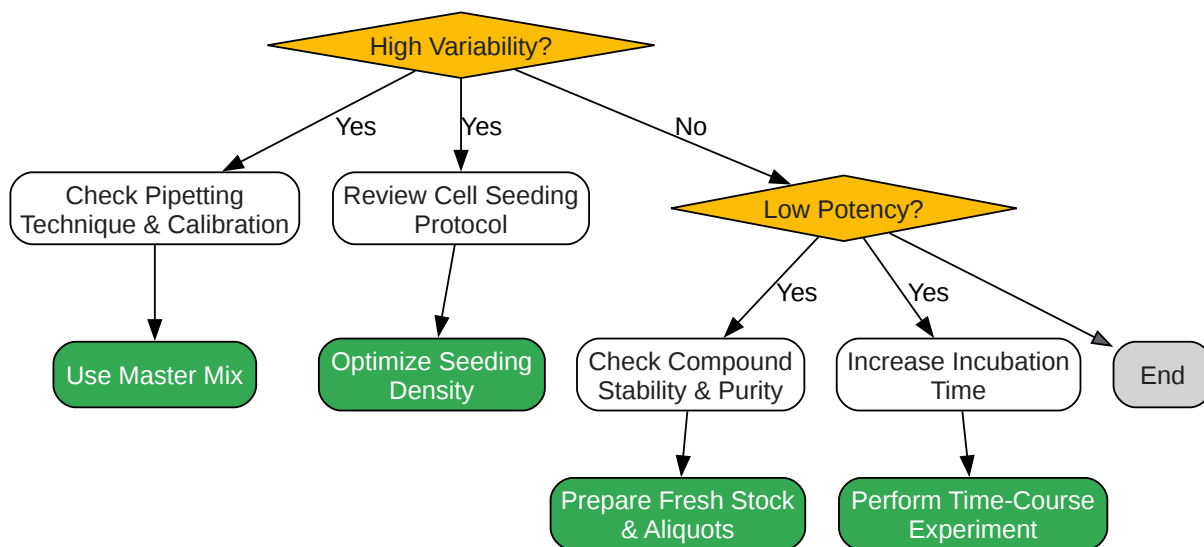 High Variability?
Yes
Yes
No
Check Pipetting
Technique & Calibration
Review Cell Seeding
Protocol
Low Potency?
Yes
Yes
Use Master Mix
Optimize Seeding
Density
Check Compound
Stability & Purity
Increase Incubation
Time
End
Prepare Fresh Stock
& Aliquots
Perform Time-Course
Experiment